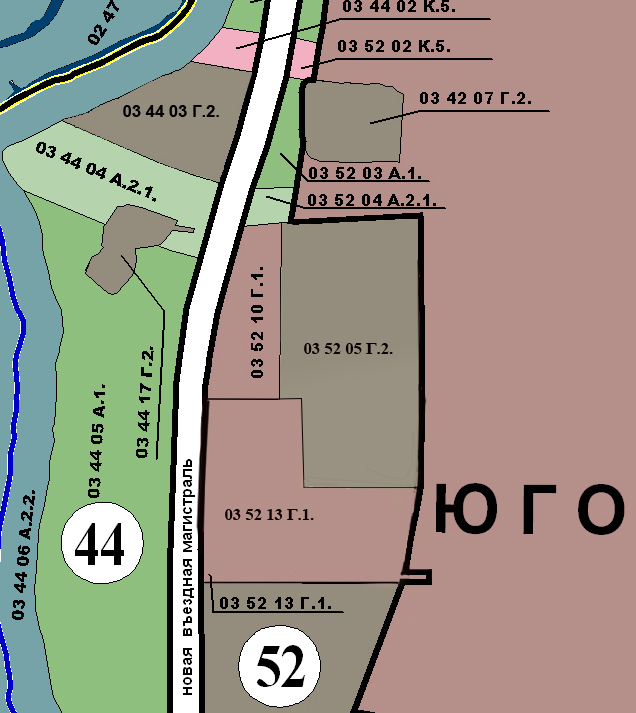 03 44 02 К.5.
02 47
03 52 02 К.5.
03 42 07 Г.2.
03 44 03 Г.2.
03 44 04 А.2.1.
03 52 03 А.1.
03 52 04 А.2.1.
03 52 10 Г.1.
03 52 05 Г.2.
03 44 17 Г.2.
03 44 05 А.1.
03 44 06 А.2.2.
ЮГО
03 52 13 Г.1.
44
новая въездная магистраль
03 52 13 Г.1.
52